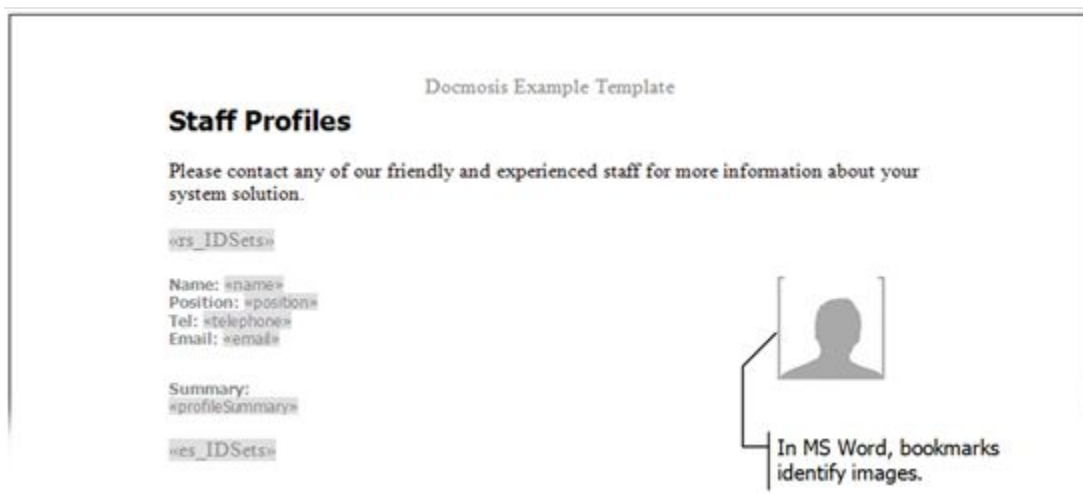 Docmosis Example Template
Staff Profiles
Please contact any of our friendly and experienced staff for more information about your
system solution.
«rs_IDSets»
Name: «name»
Position: «position»
Tel: «telephone»
Email: «email»
Summary:
«profileSummary»
«es_IDSets»
In MS Word, bookmarks
identify images.